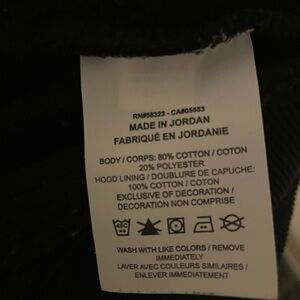 RN#56323 - CA#05553
MADE IN JORDAN
FABRIQUÉ EN JORDANIE
BODY / CORPS: 80% COTTON / COTON
20% POLYESTER
HOOD LINING / DOUBLURE DE CAPUCHE:
100% COTTON / COTON
EXCLUSIVE OF DECORATION /
DECORATION NON COMPRISE
WASH WITH LIKE COLORS / REMOVE
IMMEDIATELY
LAVER AVEC COULEURS SIMILAIRES /
ENLEVER IMMEDIATEMENT